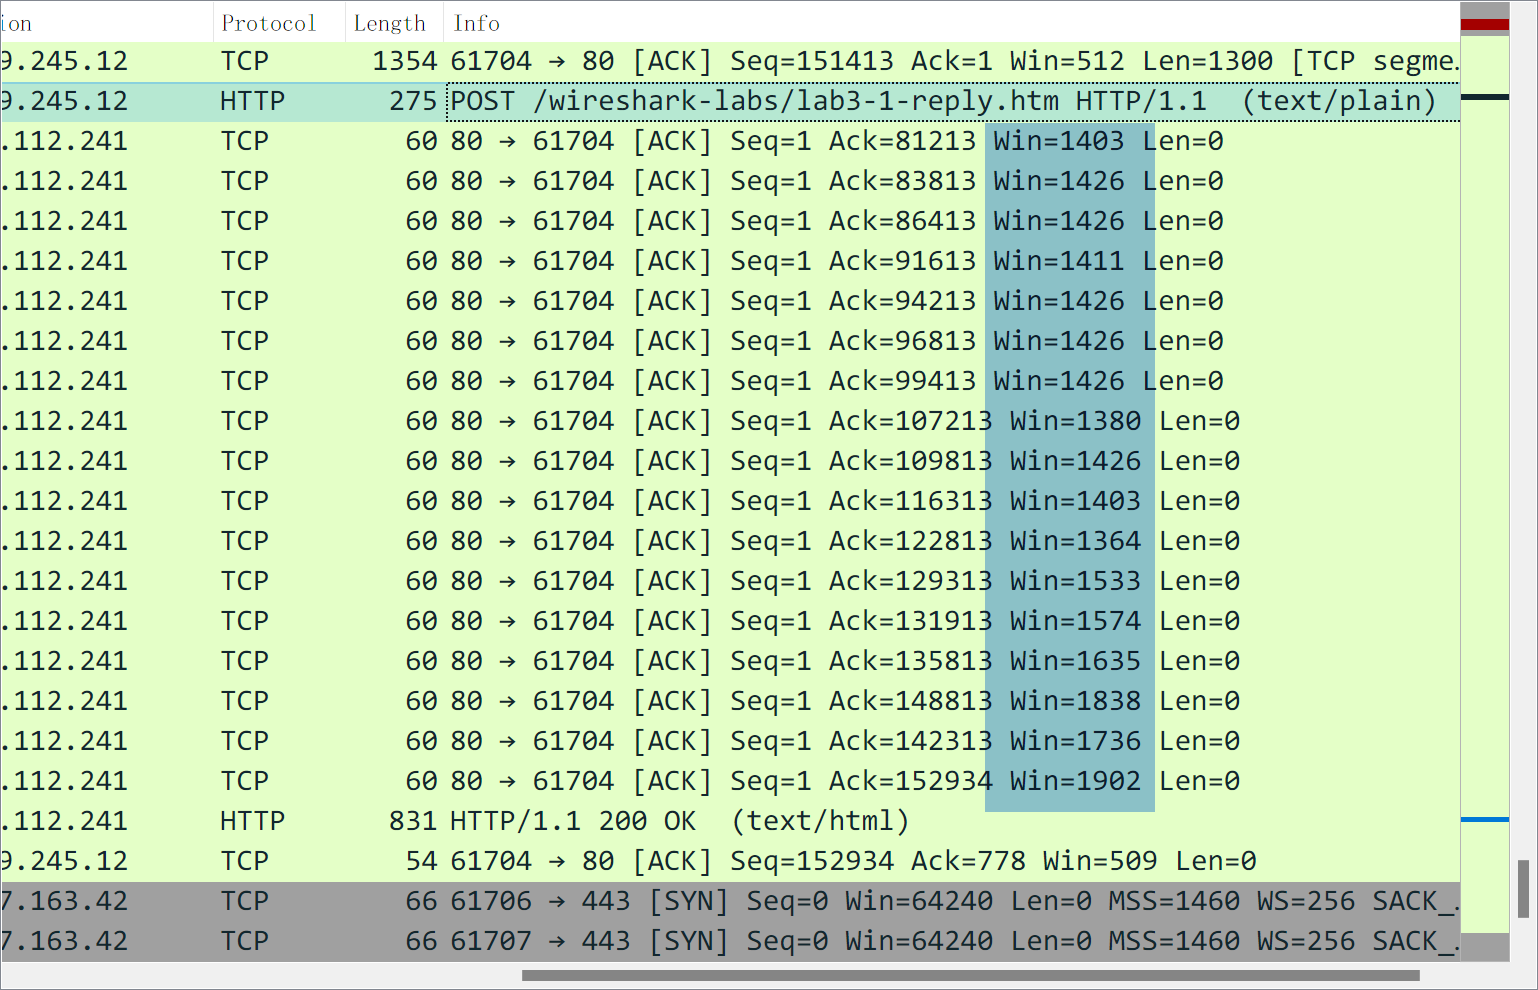 ion Protocol Length Info
9.245.12 TCP 1354 61704 → 80 [ACK] Seq=151413 Ack=1 Win=512 Len=1300 [TCP segme…
9.245.12 HTTP 275 POST /wireshark-labs/lab3-1-reply.htm HTTP/1.1 (text/plain)
.112.241 TCP 60 80 → 61704 [ACK] Seq=1 Ack=81213 Win=1403 Len=0
.112.241 TCP 60 80 → 61704 [ACK] Seq=1 Ack=83813 Win=1426 Len=0
.112.241 TCP 60 80 → 61704 [ACK] Seq=1 Ack=86413 Win=1426 Len=0
.112.241 TCP 60 80 → 61704 [ACK] Seq=1 Ack=91613 Win=1411 Len=0
.112.241 TCP 60 80 → 61704 [ACK] Seq=1 Ack=94213 Win=1426 Len=0
.112.241 TCP 60 80 → 61704 [ACK] Seq=1 Ack=96813 Win=1426 Len=0
.112.241 TCP 60 80 → 61704 [ACK] Seq=1 Ack=99413 Win=1426 Len=0
.112.241 TCP 60 80 → 61704 [ACK] Seq=1 Ack=107213 Win=1380 Len=0
.112.241 TCP 60 80 → 61704 [ACK] Seq=1 Ack=109813 Win=1426 Len=0
.112.241 TCP 60 80 → 61704 [ACK] Seq=1 Ack=116313 Win=1403 Len=0
.112.241 TCP 60 80 → 61704 [ACK] Seq=1 Ack=122813 Win=1364 Len=0
.112.241 TCP 60 80 → 61704 [ACK] Seq=1 Ack=129313 Win=1533 Len=0
.112.241 TCP 60 80 → 61704 [ACK] Seq=1 Ack=131913 Win=1574 Len=0
.112.241 TCP 60 80 → 61704 [ACK] Seq=1 Ack=135813 Win=1635 Len=0
.112.241 TCP 60 80 → 61704 [ACK] Seq=1 Ack=148813 Win=1838 Len=0
.112.241 TCP 60 80 → 61704 [ACK] Seq=1 Ack=142313 Win=1736 Len=0
.112.241 TCP 60 80 → 61704 [ACK] Seq=1 Ack=152934 Win=1902 Len=0
.112.241 HTTP 831 HTTP/1.1 200 OK (text/html)
9.245.12 TCP 54 61704 → 80 [ACK] Seq=152934 Ack=778 Win=509 Len=0
7.163.42 TCP 66 61706 → 443 [SYN] Seq=0 Win=64240 Len=0 MSS=1460 WS=256 SACK_…
7.163.42 TCP 66 61707 → 443 [SYN] Seq=0 Win=64240 Len=0 MSS=1460 WS=256 SACK_…